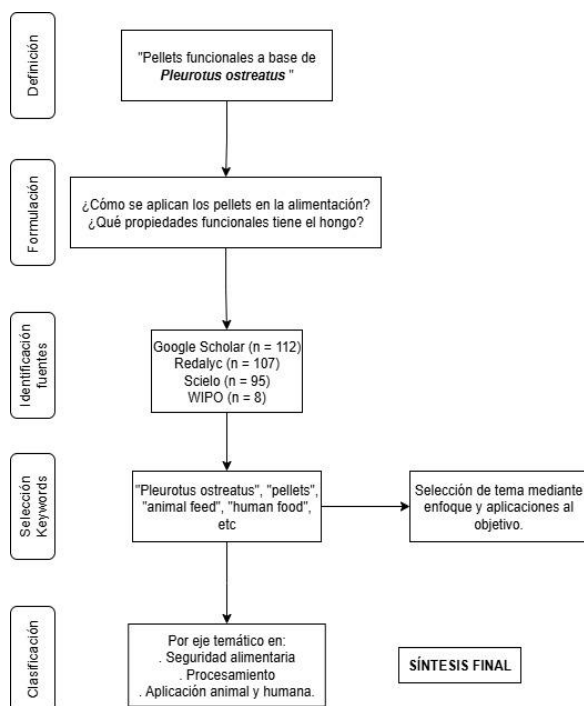 Definición
"Pellets funcionales a base de
Pleurotus ostreatus "
Formulación
¿Cómo se aplican los pellets en la alimentación?
¿Qué propiedades funcionales tiene el hongo?
Identificación
fuentes
Google Scholar (n = 112)
Redalyc (n = 107)
Scielo (n = 95)
WIPO (n = 8)
Selección
Keywords
"Pleurotus ostreatus", "pellets",
"animal feed", "human food",
etc
Selección de tema mediante
enfoque y aplicaciones al
objetivo.
Clasificación
Por eje temático en:
. Seguridad alimentaria
. Procesamiento
. Aplicación animal y humana.
SÍNTESIS FINAL